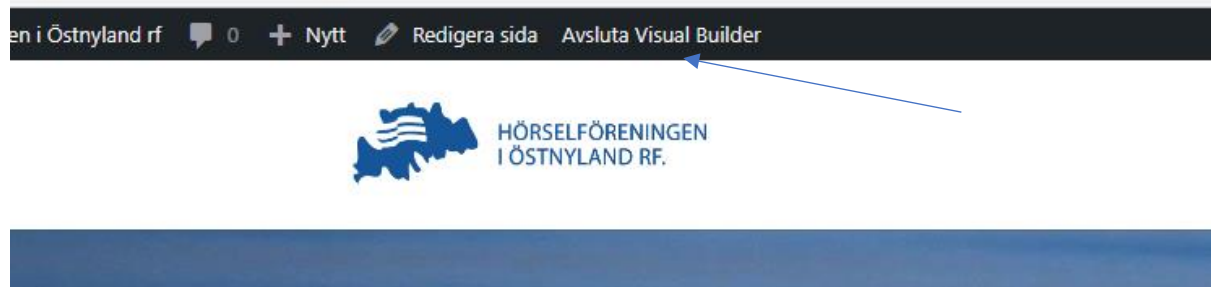 en i Östnyland rf 0 Nytt Redigera sida Avsluta Visual Builder
HÖRSELFÖRENINGEN
I ÖSTNYLAND RF.